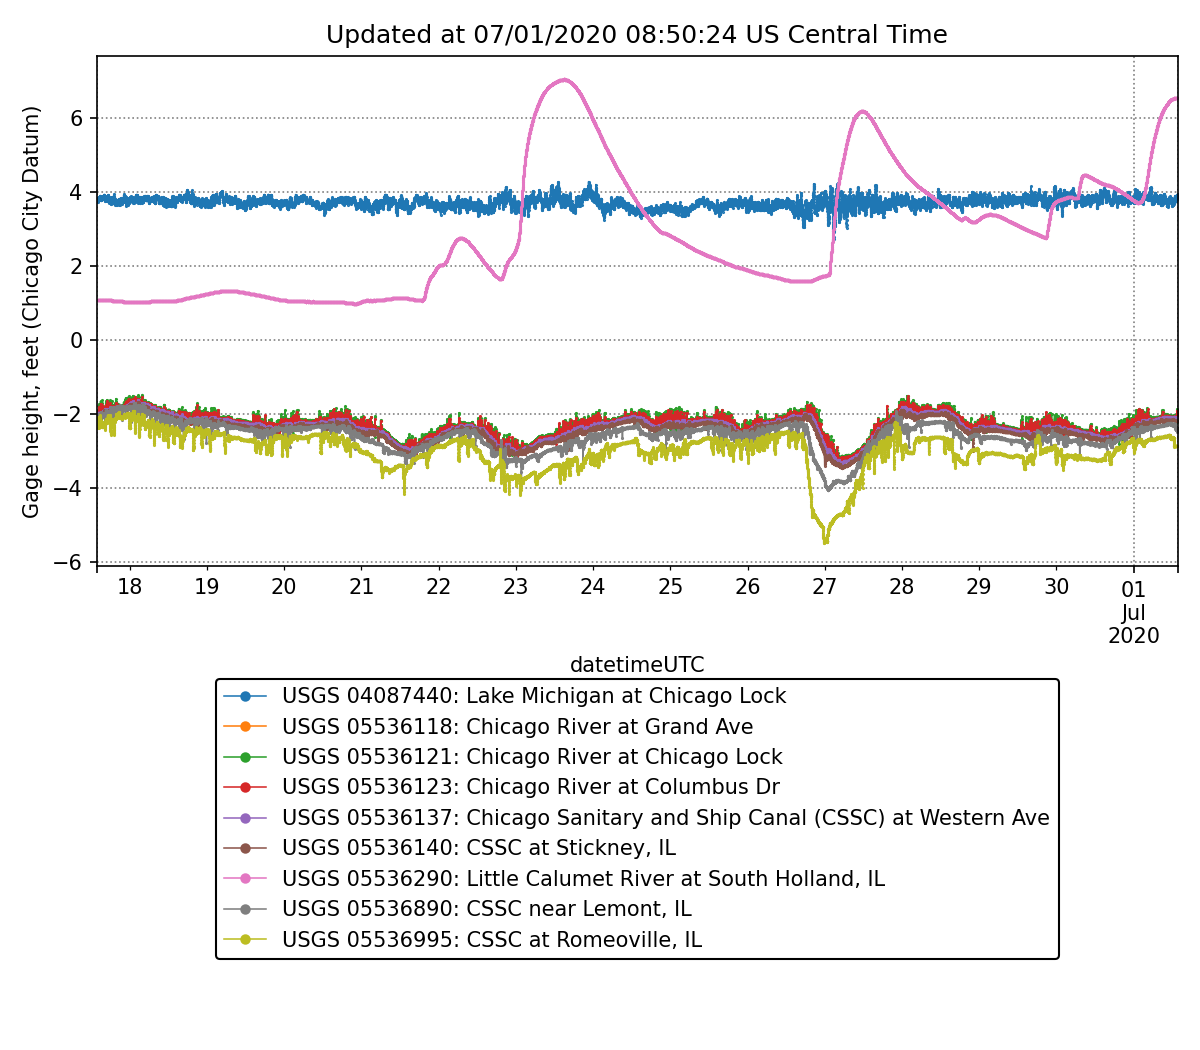 Updated at 07/01/2020 08:50:24 US Central Time
Gage height, feet (Chicago City Datum)
6
4
2
0
−2
−4
−6
18 19 20 21 22 23 24 25 26 27 28 29 30 01
Jul
2020
datetimeUTC
USGS 04087440: Lake Michigan at Chicago Lock
USGS 05536118: Chicago River at Grand Ave
USGS 05536121: Chicago River at Chicago Lock
USGS 05536123: Chicago River at Columbus Dr
USGS 05536137: Chicago Sanitary and Ship Canal (CSSC) at Western Ave
USGS 05536140: CSSC at Stickney, IL
USGS 05536290: Little Calumet River at South Holland, IL
USGS 05536890: CSSC near Lemont, IL
USGS 05536995: CSSC at Romeoville, IL